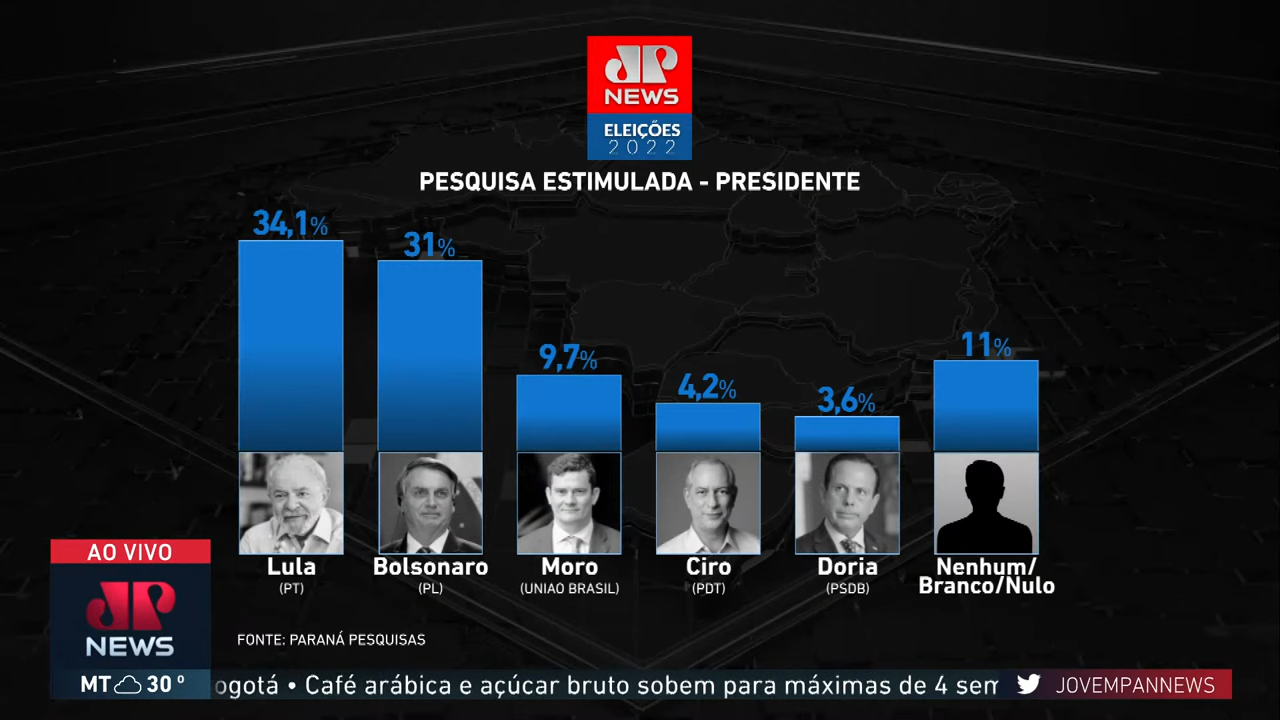 JP
NEWS
ELEIÇÕES
2022
PESQUISA ESTIMULADA - PRESIDENTE
34,1%
31%
9,7%
4,2%
3,6%
11%
Lula
(PT)
Bolsonaro
(PL)
Moro
(UNIAO BRASIL)
Ciro
(PDT)
Doria
(PSDB)
Nenhum/
Branco/Nulo
AO VIVO
JP
NEWS
FONTE: PARANÁ PESQUISAS
MT 30 º
ogotá • Café arábica e açúcar bruto sobem para máximas de 4 sem
JOVEMPANNEWS